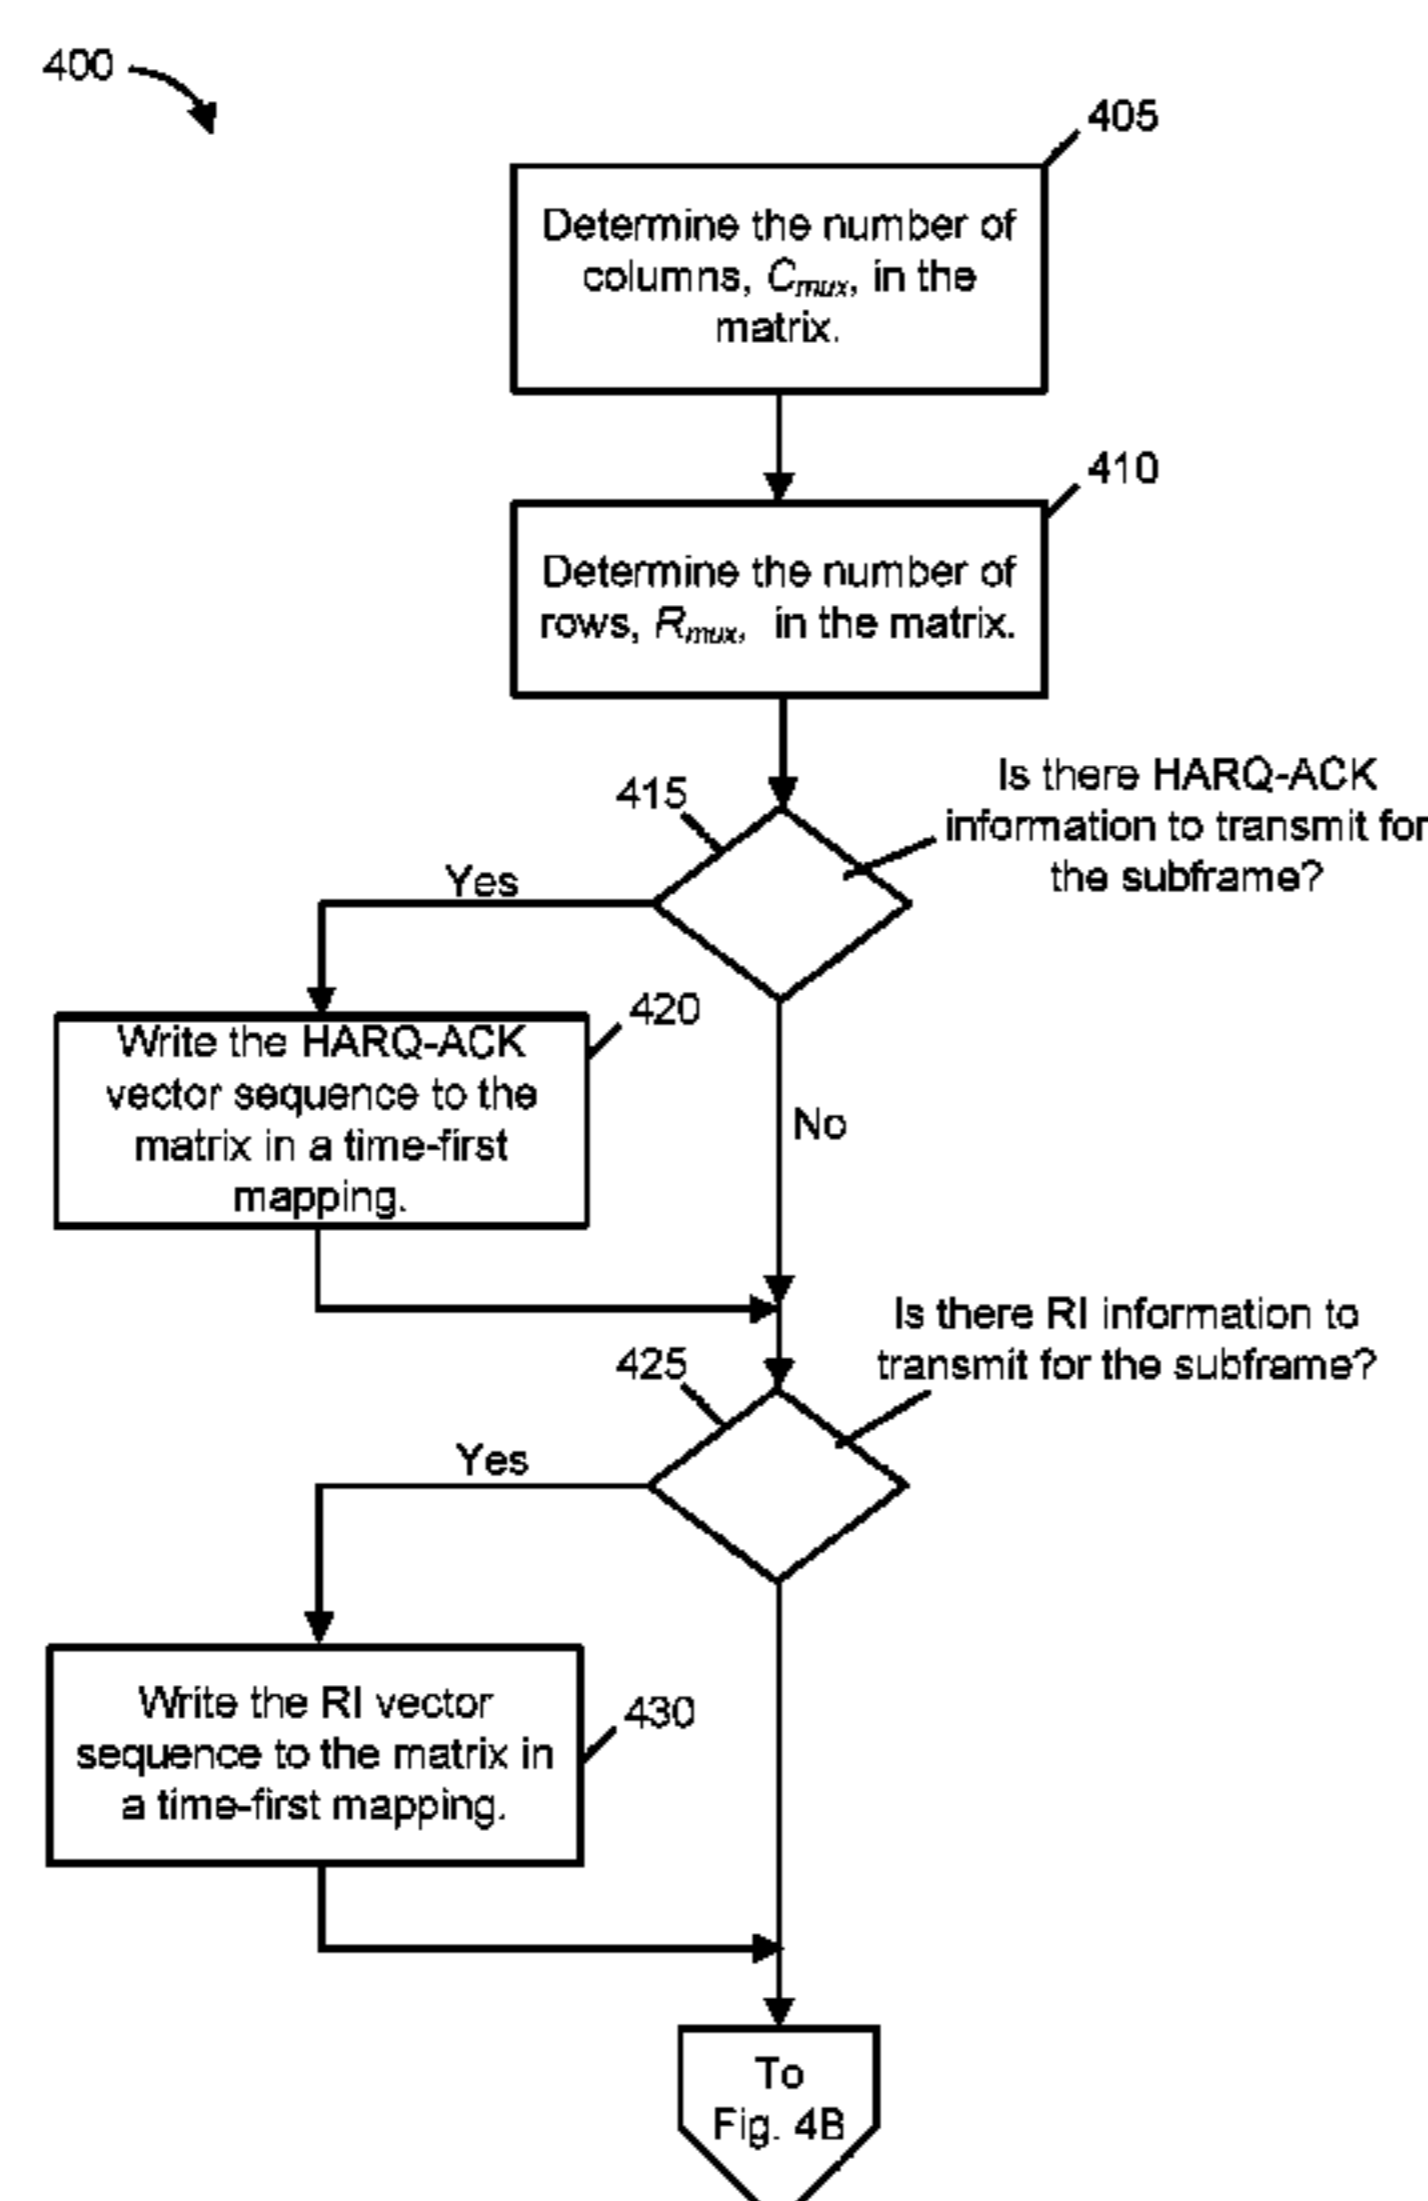 400
405
Determine the number of
columns, Cmux, in the
matrix.
410
Determine the number of
rows, Rmux, in the matrix.
415
Is there HARQ-ACK
information to transmit for
the subframe?
Yes
420
Write the HARQ-ACK
vector sequence to the
matrix in a time-first
mapping.
No
425
Is there RI information to
transmit for the subframe?
Yes
430
Write the RI vector
sequence to the matrix in
a time-first mapping.
To
Fig. 4B